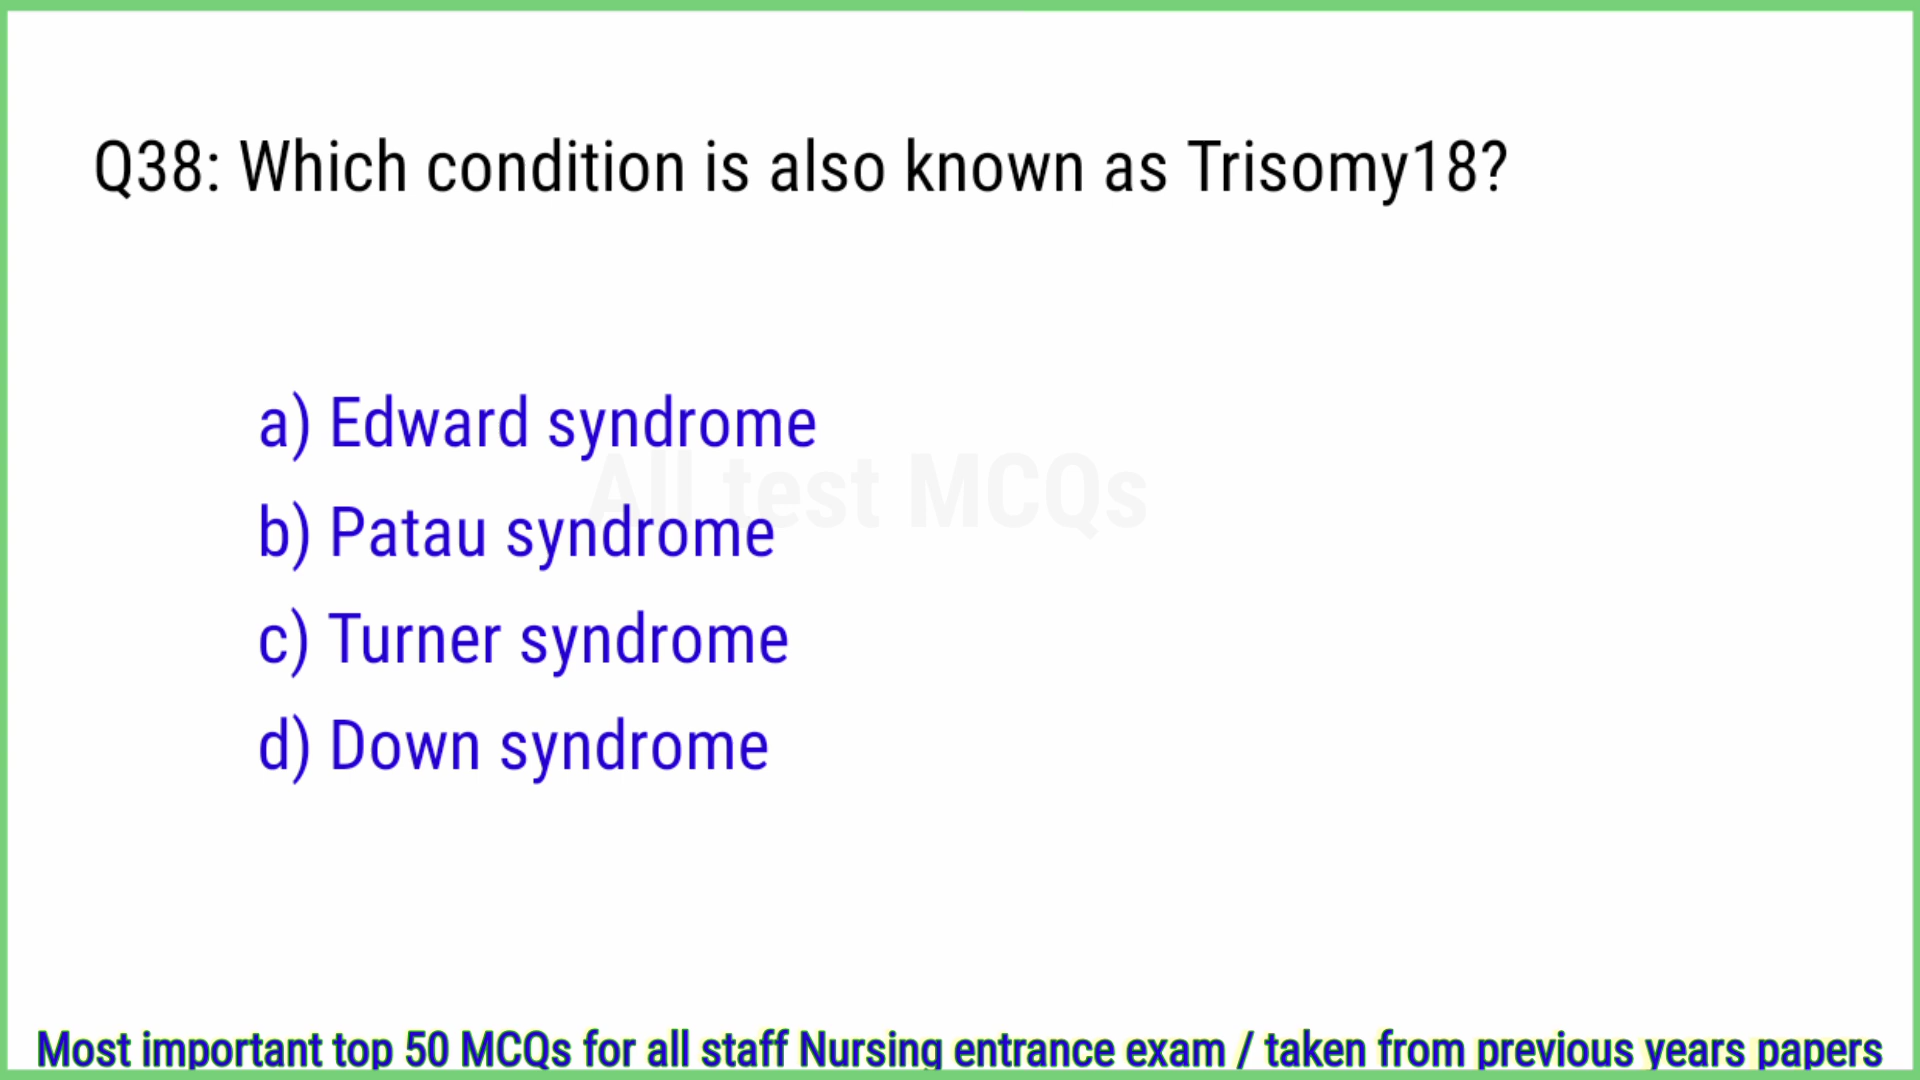 Q38: Which condition is also known as Trisomy18?
a) Edward syndrome
All test MCQs
b) Patau syndrome
c) Turner syndrome
d) Down syndrome
Most important top 50 MCQs for all staff Nursing entrance exam / taken from previous years papers